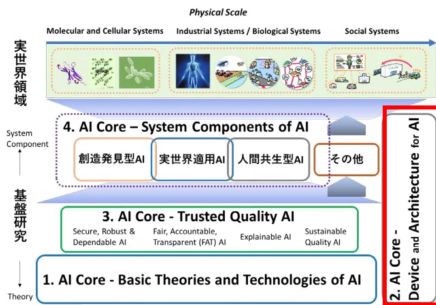 Physical Scale
Molecular and Cellular Systems
Industrial Systems / Biological Systems
Social Systems
実世界領域
System
Component
4. AI Core – System Components of AI
創造発見型AI
実世界適用AI
人間共生型AI
その他
基盤研究
3. AI Core - Trusted Quality AI
Secure, Robust &
Dependable AI
Fair, Accountable,
Transparent (FAT) AI
Explainable AI
Sustainable
Quality AI
Theory
1. AI Core - Basic Theories and Technologies of AI
2. AI Core -
Device and Architecture for AI